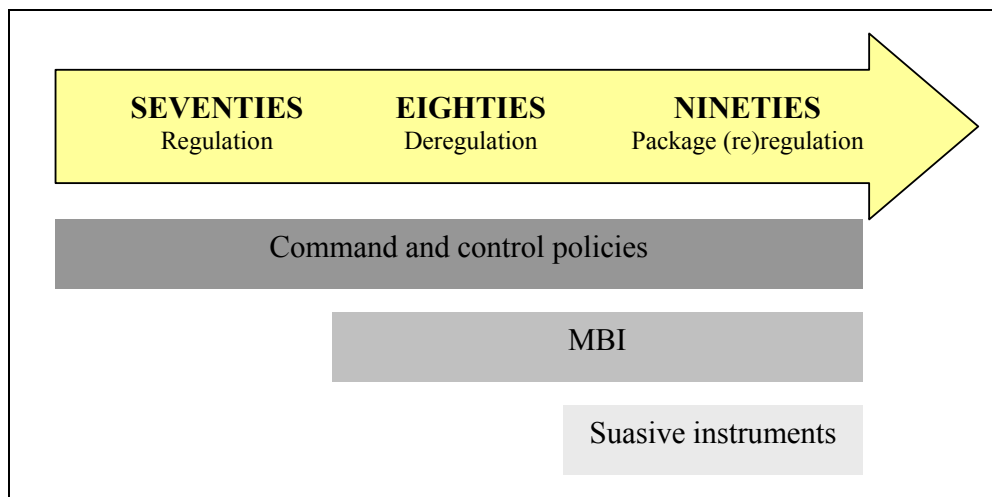 SEVENTIES EIGHTIES NINETIES
Regulation Deregulation Package (re)regulation
Command and control policies
MBI
Suasive instruments